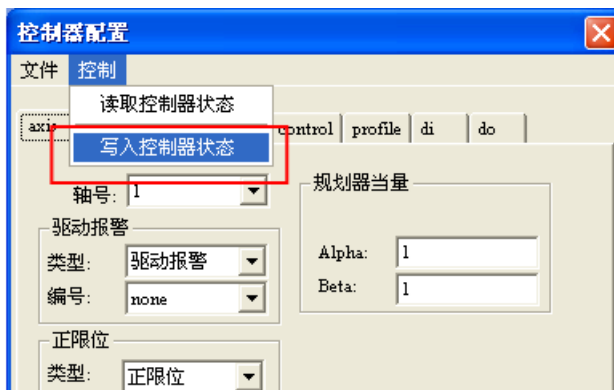 控制器配置
文件 控制
读取控制器状态
写入控制器状态
control profile di do
轴号: 1
规划器当量
驱动报警
类型: 驱动报警
Alpha: 1
编号: none
Beta: 1
正限位
类型: 正限位